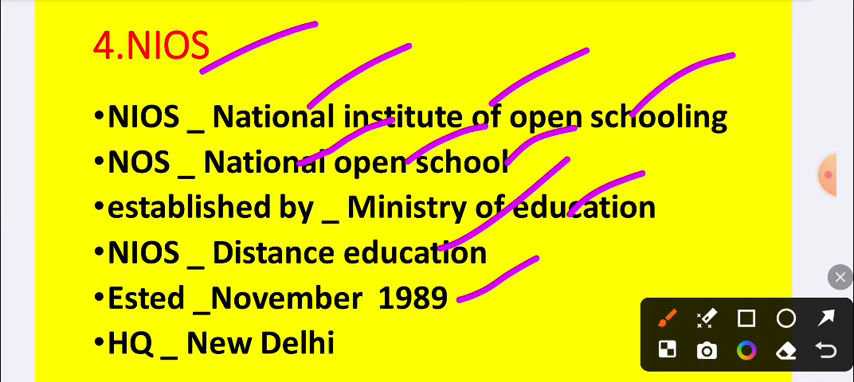 4.NIOS
•NIOS _ National institute of open schooling
•NOS _ National open school
•established by _ Ministry of education
•NIOS _ Distance education
•Ested _November 1989
•HQ _ New Delhi